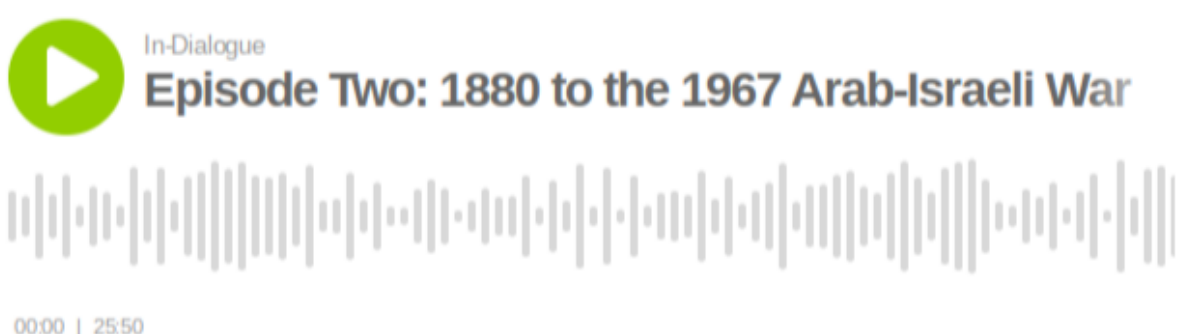 In-Dialogue
Episode Two: 1880 to the 1967 Arab-Israeli War
00:00 | 25:50